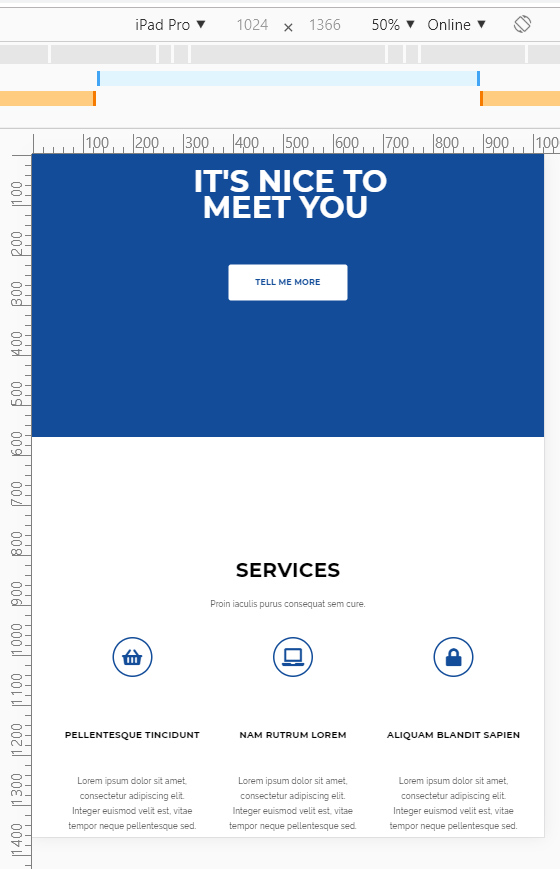 iPad Pro ▼ 1024 × 1366 50% ▼ Online ▼
100 200 300 400 500 600 700 800 900 100
100
200
300
400
500
600
700
800
900
1000
1100
1200
1300
1400
IT'S NICE TO
MEET YOU
TELL ME MORE
SERVICES
Proin iaculis purus consequat sem cure.
PELLENTESQUE TINCIDUNT NAM RUTRUM LOREM ALIQUAM BLANDIT SAPIEN
Lorem ipsum dolor sit amet,
consectetur adipiscing elit.
Integer euismod velit est, vitae
tempor neque pellentesque sed.
Lorem ipsum dolor sit amet,
consectetur adipiscing elit.
Integer euismod velit est, vitae
tempor neque pellentesque sed.
Lorem ipsum dolor sit amet,
consectetur adipiscing elit.
Integer euismod velit est, vitae
tempor neque pellentesque sed.